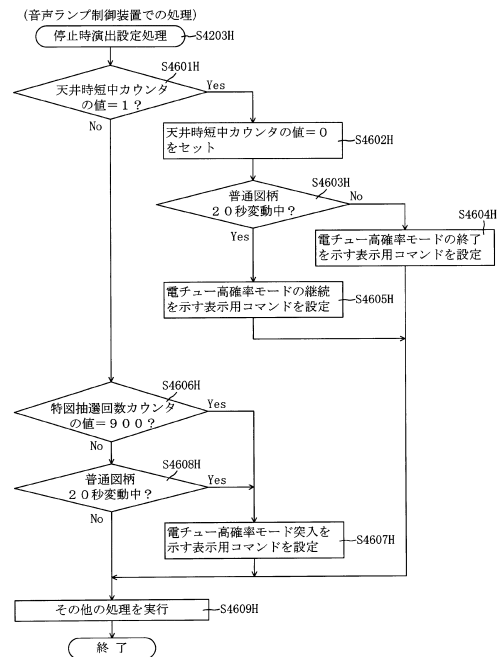 (音声ランプ制御装置での処理)
停止時演出設定処理
S4203H
S4601H
天井時短中カウンタ
の値=1?
Yes
No
天井時短中カウンタの値=0
をセット
S4602H
S4603H
普通図柄
20秒変動中?
No
Yes
S4604H
電チュー高確率モードの終了
を示す表示用コマンドを設定
電チュー高確率モードの継続
を示す表示用コマンドを設定
S4605H
S4606H
特図抽選回数カウンタ
の値=900?
Yes
No
S4608H
普通図柄
20秒変動中?
Yes
No
電チュー高確率モード突入を
示す表示用コマンドを設定
S4607H
その他の処理を実行
S4609H
終了